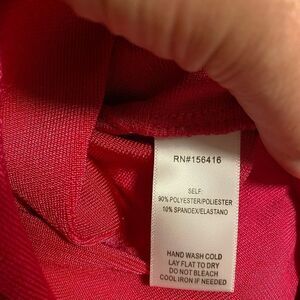 RN#156416
SELF:
90% POLYESTER/POLIESTER
10% SPANDEX/ELASTANO
HAND WASH COLD
LAY FLAT TO DRY
DO NOT BLEACH
COOL IRON IF NEEDED